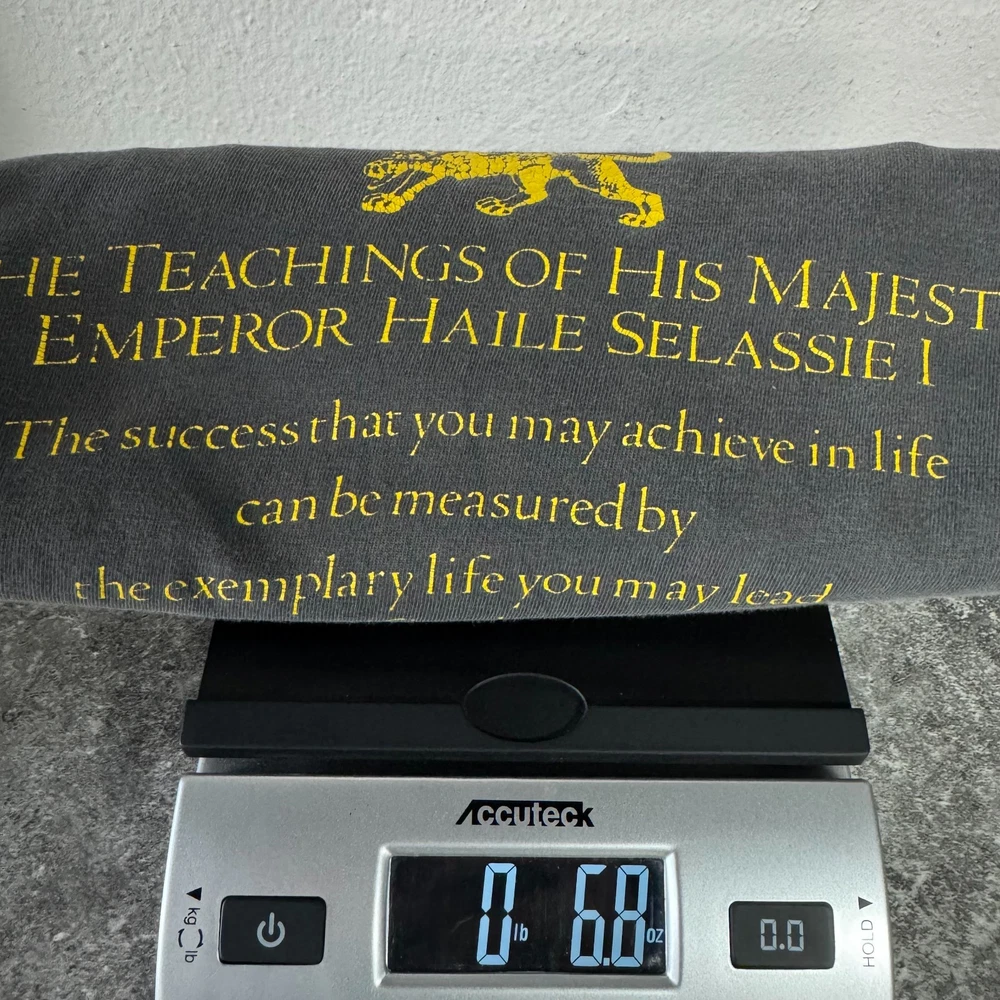 HE TEACHINGS OF HIS MAJEST
EMPEROR HAILE SELASSIE I
The success that you may achieve in life
can be measured by
the exemplary life you may lead
Accuteck
0 lb 6.8 oz
kg lb
0.0
HOLD